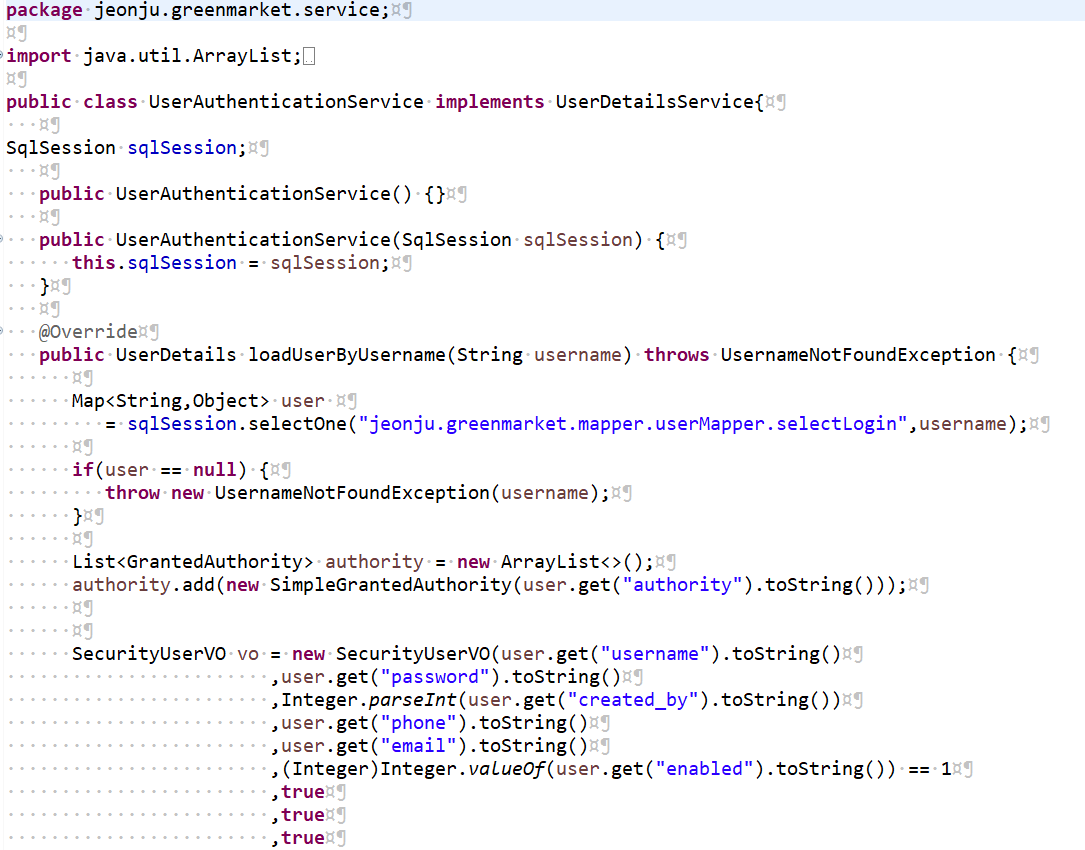 package jeonju.greenmarket.service;¤¶
¤¶
import java.util.ArrayList;
¤¶
public class UserAuthenticationService implements UserDetailsService{¤¶
···¤¶
SqlSession sqlSession;¤¶
···¤¶
···public UserAuthenticationService() {}¤¶
···¤¶
···public UserAuthenticationService(SqlSession sqlSession) {¤¶
······this.sqlSession = sqlSession;¤¶
···}¤¶
···¤¶
···@Override¤¶
···public UserDetails loadUserByUsername(String username) throws UsernameNotFoundException {¤¶
······¤¶
······Map<String,Object> user ¤¶
·········= sqlSession.selectOne("jeonju.greenmarket.mapper.userMapper.selectLogin",username);¤¶
······¤¶
······if(user == null) {¤¶
·········throw new UsernameNotFoundException(username);¤¶
······}¤¶
······¤¶
······List<GrantedAuthority> authority = new ArrayList<>();¤¶
······authority.add(new SimpleGrantedAuthority(user.get("authority").toString()));¤¶
······¤¶
······¤¶
······SecurityUserVO vo = new SecurityUserVO(user.get("username").toString()¤¶
························,user.get("password").toString()¤¶
························,Integer.parseInt(user.get("created_by").toString())¤¶
························,user.get("phone").toString()¤¶
························,user.get("email").toString()¤¶
························,(Integer)Integer.valueOf(user.get("enabled").toString()) == 1¤¶
························,true¤¶
························,true¤¶
························,true¤¶